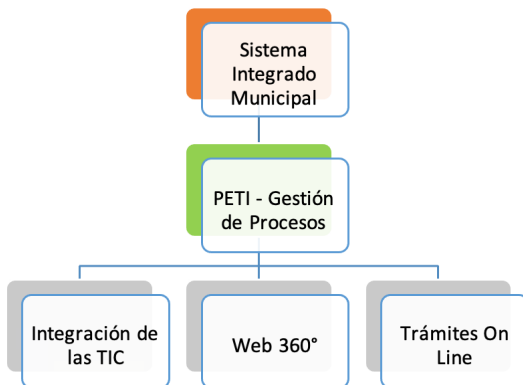 Sistema
Integrado
Municipal
PETI - Gestión
de Procesos
Integración de
las TIC
Web 360°
Trámites On
Line